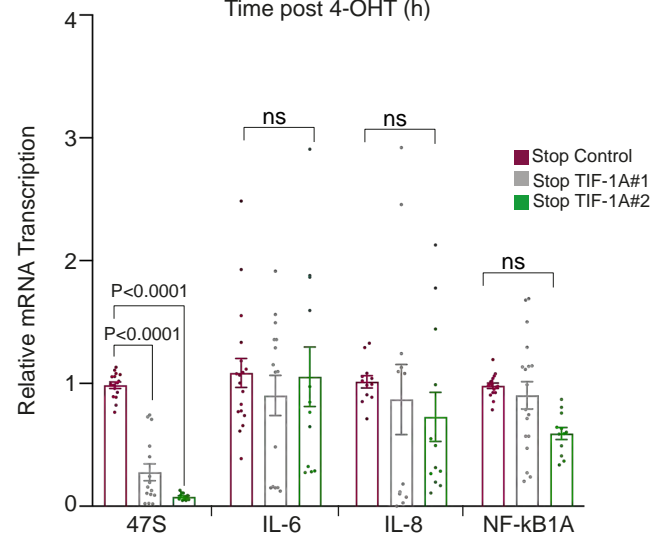 Time post 4-OHT (h)
Relative mRNA Transcription
4
3
2
1
0
P<0.0001
P<0.0001
ns
ns
ns
Stop Control
Stop TIF-1A#1
Stop TIF-1A#2
47S
IL-6
IL-8
NF-kB1A